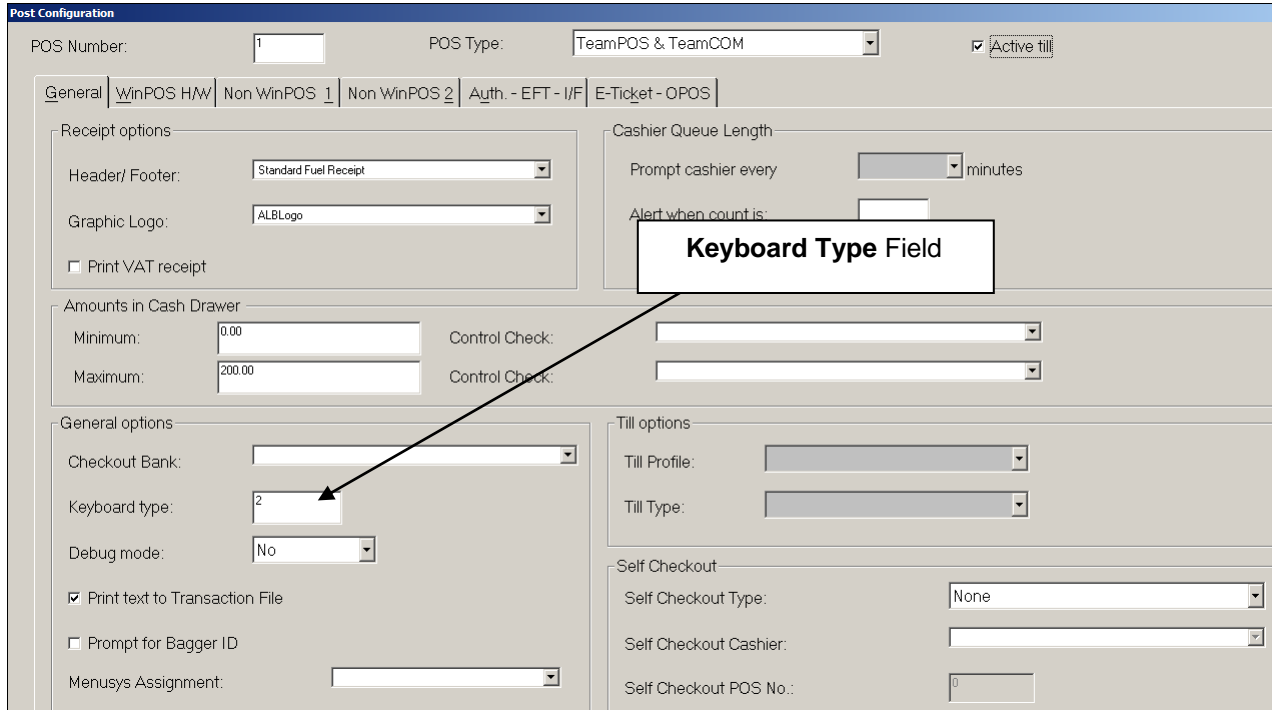 Post Configuration
POS Number: 1 POS Type: TeamPOS & TeamCOM Active till
General WinPOS H/W Non WinPOS 1 Non WinPOS 2 Auth. - EFT - I/F E-Ticket - OPOS
Receipt options
Header/ Footer: Standard Fuel Receipt
Graphic Logo: ALBLogo
Print VAT receipt
Cashier Queue Length
Prompt cashier every minutes
Alert when count is:
Keyboard Type Field
Amounts in Cash Drawer
Minimum: 0.00 Control Check:
Maximum: 200.00 Control Check:
General options
Checkout Bank:
Keyboard type: 2
Debug mode: No
Print text to Transaction File
Prompt for Bagger ID
Menusys Assignment:
Till options
Till Profile:
Till Type:
Self Checkout
Self Checkout Type: None
Self Checkout Cashier:
Self Checkout POS No.: 0